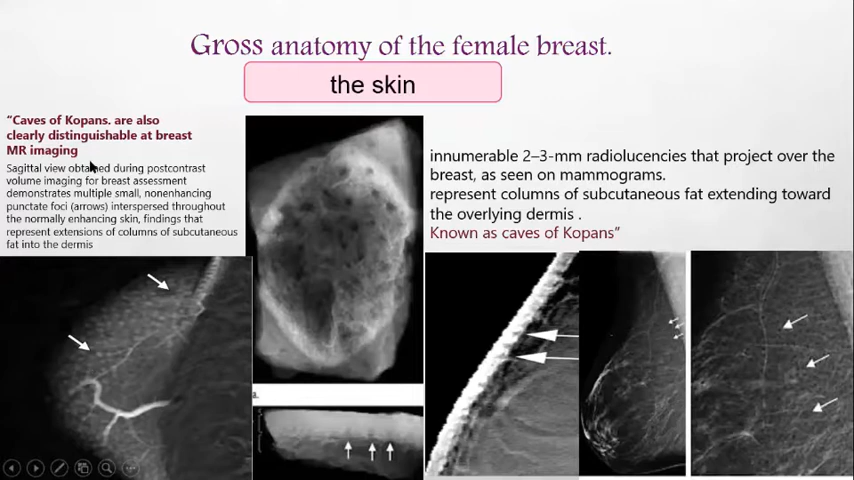 Gross anatomy of the female breast.
the skin
“Caves of Kopans. are also
clearly distinguishable at breast
MR imaging
Sagittal view obtained during postcontrast
volume imaging for breast assessment
demonstrates multiple small, nonenhancing
punctate foci (arrows) interspersed throughout
the normally enhancing skin, findings that
represent extensions of columns of subcutaneous
fat into the dermis
innumerable 2–3-mm radiolucencies that project over the
breast, as seen on mammograms.
represent columns of subcutaneous fat extending toward
the overlying dermis .
Known as caves of Kopans”
a.